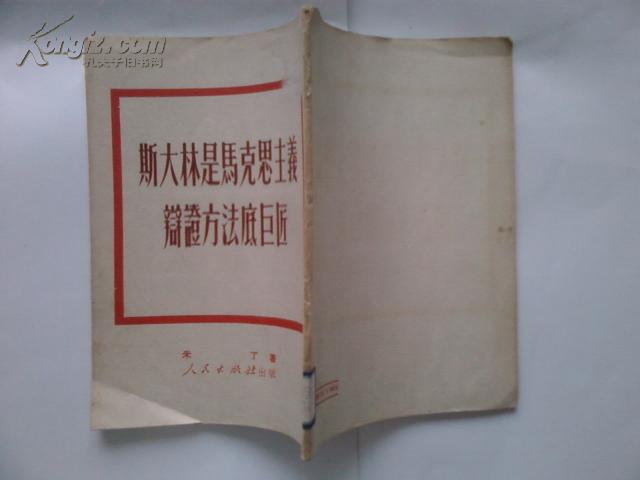 Kongfz.com
孔夫子旧书网
斯大林是馬克思主義
辯證方法底巨匠
朱丁著
人民出版社出版